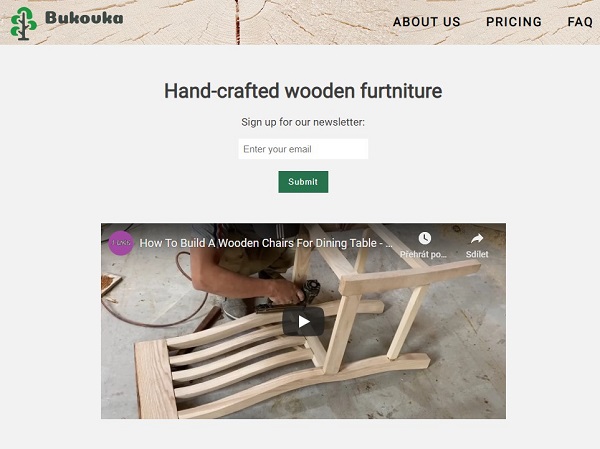 Bukovka
ABOUT US PRICING FAQ
Hand-crafted wooden furtniture
Sign up for our newsletter:
Enter your email
Submit
How To Build A Wooden Chairs For Dining Table - ...
Přehrát po...
Sdílet